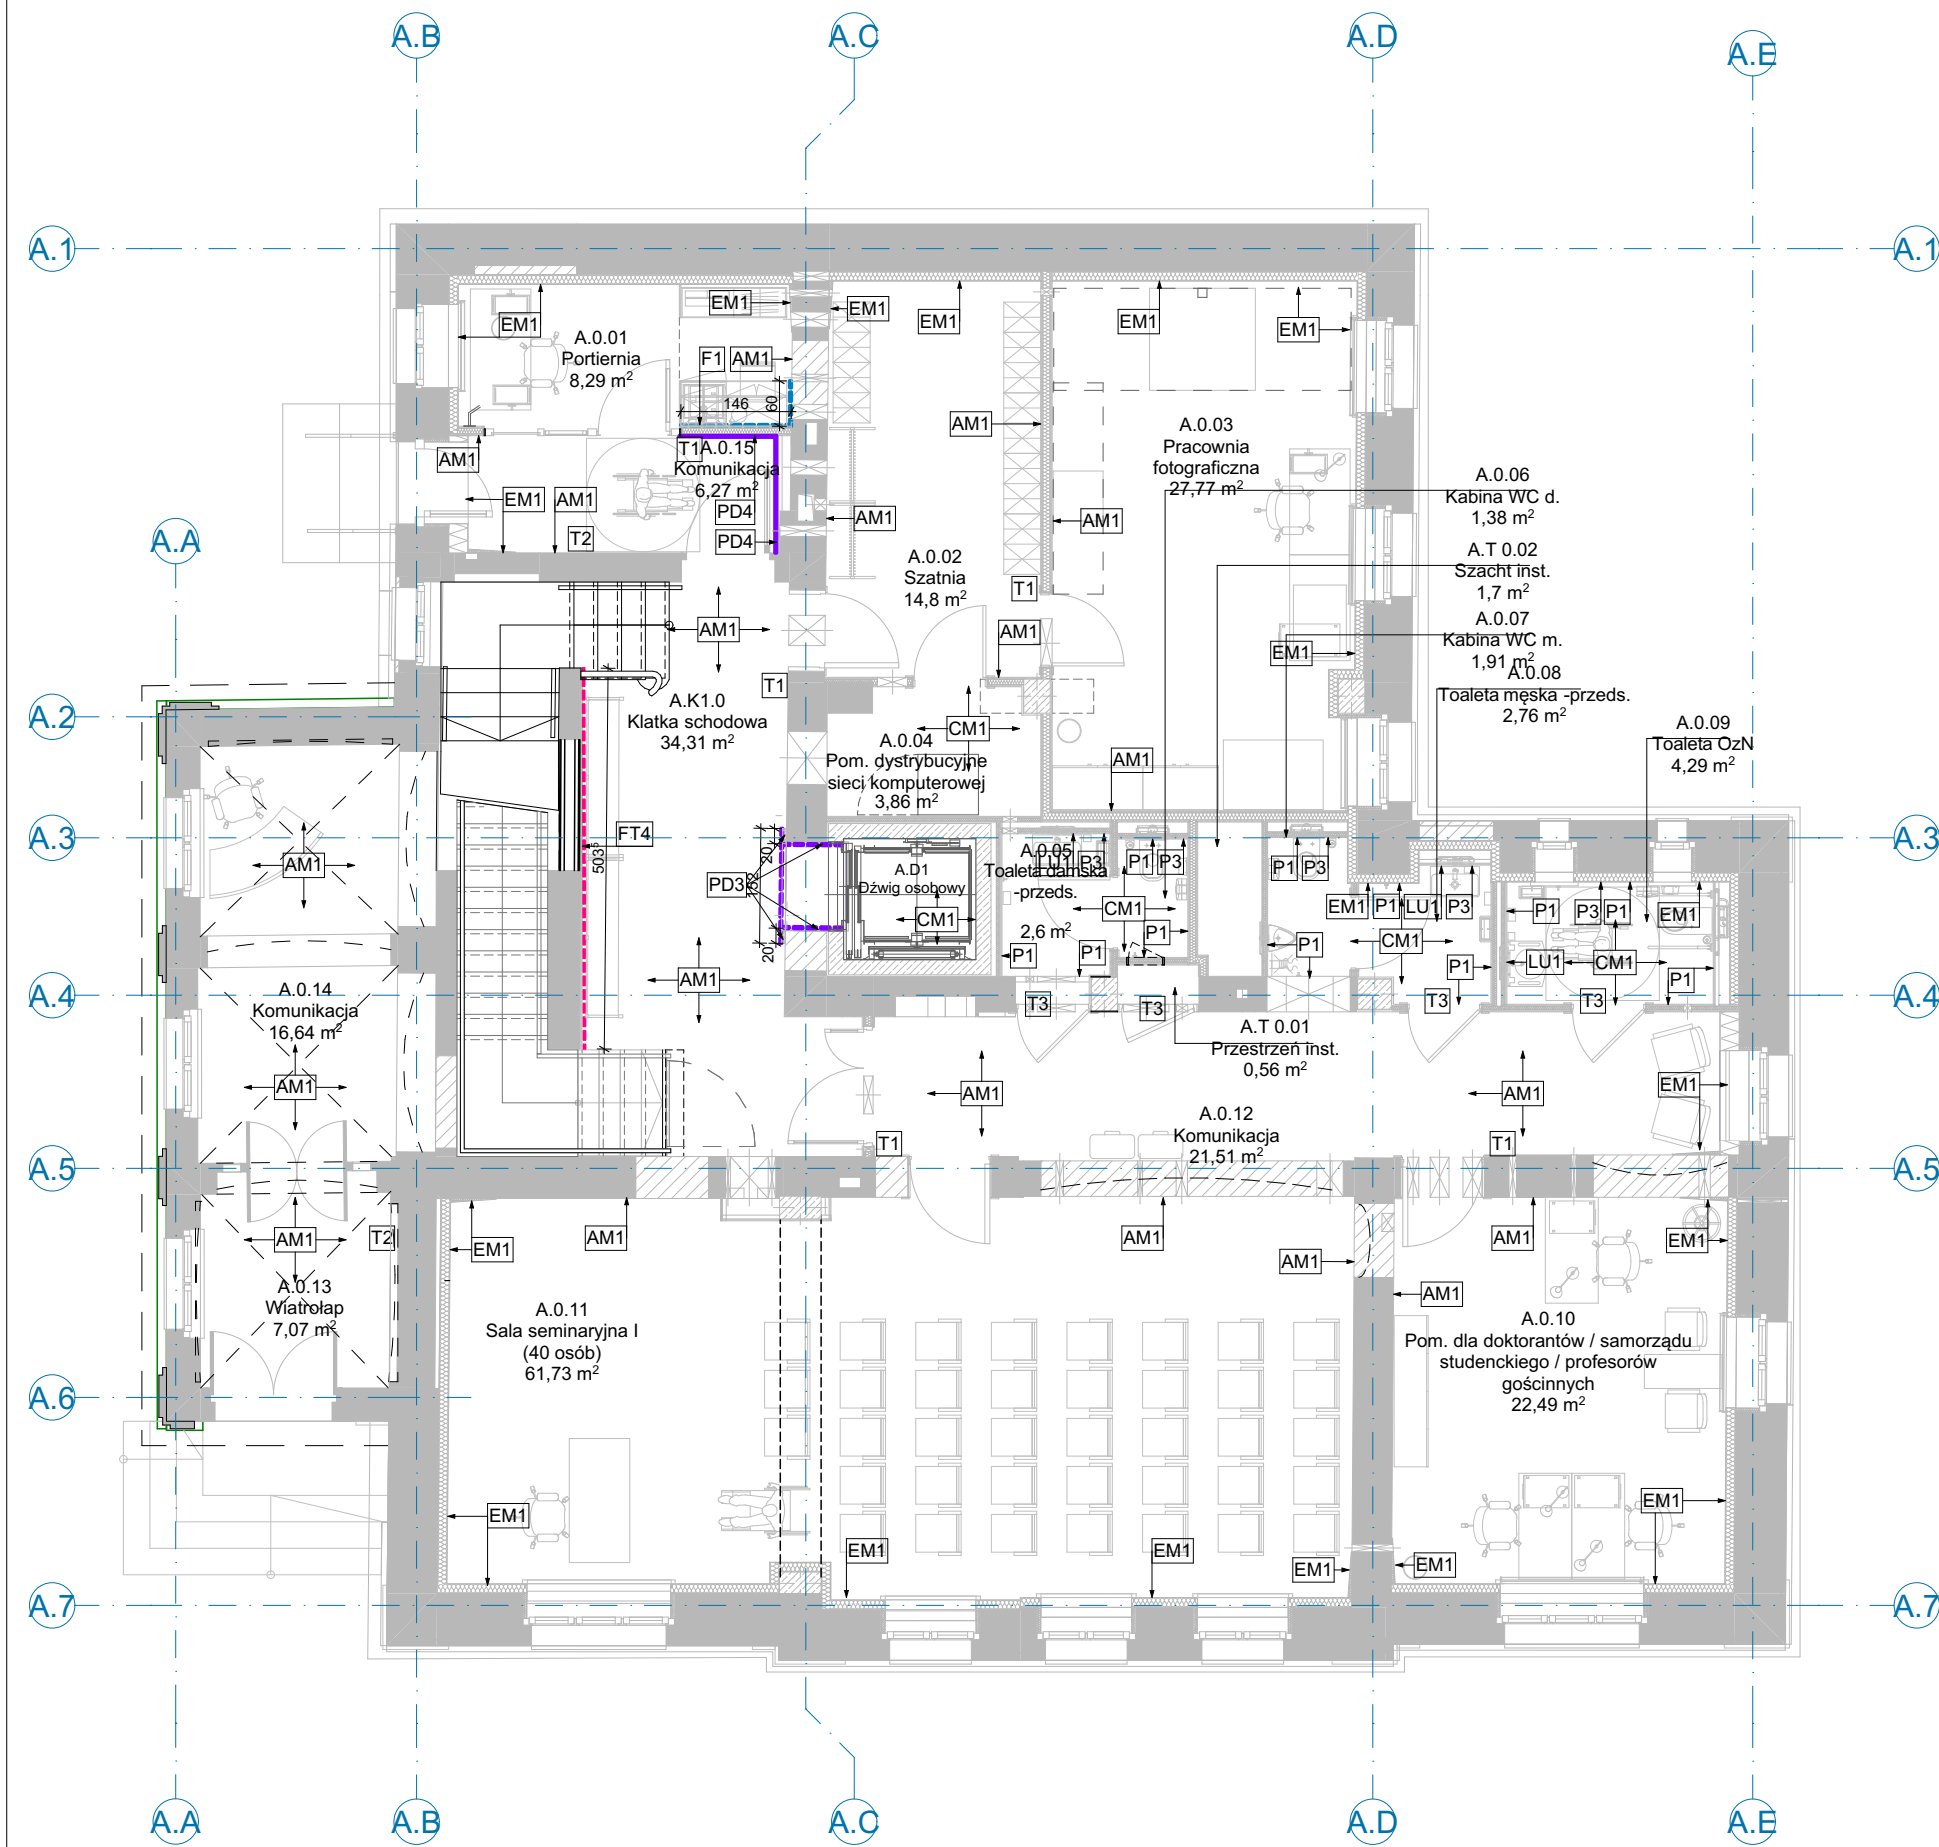 A.B
A.C
A.D
A.E
A.1
A.1
EM1
EM1
EM1
EM1
EM1
EM1
A.0.01
Portiernia
8,29 m²
F1
AM1
146
60
AM1
A.0.03
Pracownia
fotograficzna
27,77 m²
AM1
T1
A.0.15
Komunikacja
6,27 m²
PD4
PD4
EM1
AM1
T2
AM1
AM1
A.0.06
Kabina WC d.
1,38 m²
A.T 0.02
Szacht inst.
1,7 m²
A.0.07
Kabina WC m.
1,91 m²
A.0.08
Toaleta męska -przeds.
2,76 m²
A.0.09
Toaleta OzN
4,29 m²
A.A
A.0.02
Szatnia
14,8 m²
T1
AM1
AM1
EM1
T1
A.2
A.K1.0
Klatka schodowa
34,31 m²
CM1
A.0.04
Pom. dystrybucyjne
sieci komputerowej
3,86 m²
AM1
A.3
A.3
AM1
FT4
503⁵
PD3
20
20
A.D1
Dźwig osobowy
CM1
A.0.05
Toaleta damska
-przeds.
2,6 m²
LU1
P3
P1
P3
CM1
P1
P1
P1
P1
P3
P1
EM1
P1
LU1
P3
CM1
P1
T3
P1
P3
P1
EM1
LU1
CM1
P1
T3
A.4
A.4
A.0.14
Komunikacja
16,64 m²
AM1
AM1
T3
T3
A.T 0.01
Przestrzeń inst.
0,56 m²
AM1
AM1
EM1
A.0.12
Komunikacja
21,51 m²
T1
T1
A.5
A.5
AM1
T2
A.0.13
Wiatrołap
7,07 m²
EM1
AM1
AM1
AM1
AM1
EM1
AM1
A.0.11
Sala seminaryjna I
(40 osób)
61,73 m²
A.0.10
Pom. dla doktorantów / samorządu
studenckiego / profesorów
gościnnych
22,49 m²
A.6
A.6
EM1
EM1
EM1
EM1
EM1
EM1
A.7
A.7
A.A
A.B
A.C
A.D
A.E